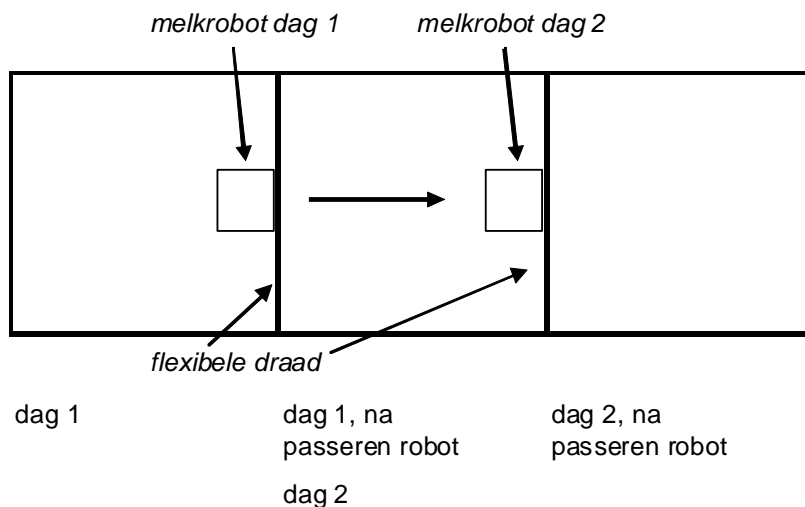 melkrobot dag 1
melkrobot dag 2
flexibele draad
dag 1
dag 1, na
passeren robot
dag 2
dag 2, na
passeren robot